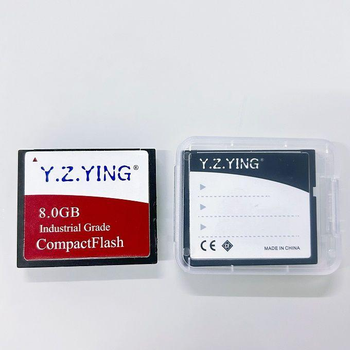 Y.Z.YING®
8.0GB
Industrial Grade
CompactFlash
Y.Z.YING®
CE
MADE IN CHINA